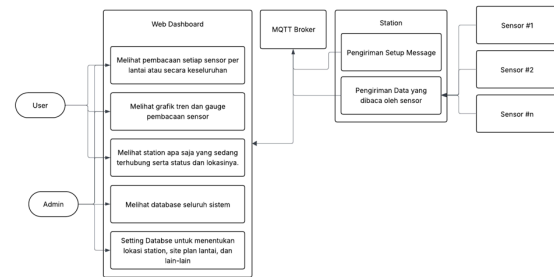 Web Dashboard
Melihat pembacaan setiap sensor per
lantai atau secara keseluruhan
Melihat grafik tren dan gauge
pembacaan sensor
Melihat station apa saja yang sedang
terhubung serta status dan lokasinya.
Melihat database seluruh sistem
Setting Databse untuk menentukan
lokasi station, site plan lantai, dan
lain-lain
User
Admin
MQTT Broker
Station
Pengiriman Setup Message
Pengiriman Data yang
dibaca oleh sensor
Sensor #1
Sensor #2
Sensor #n